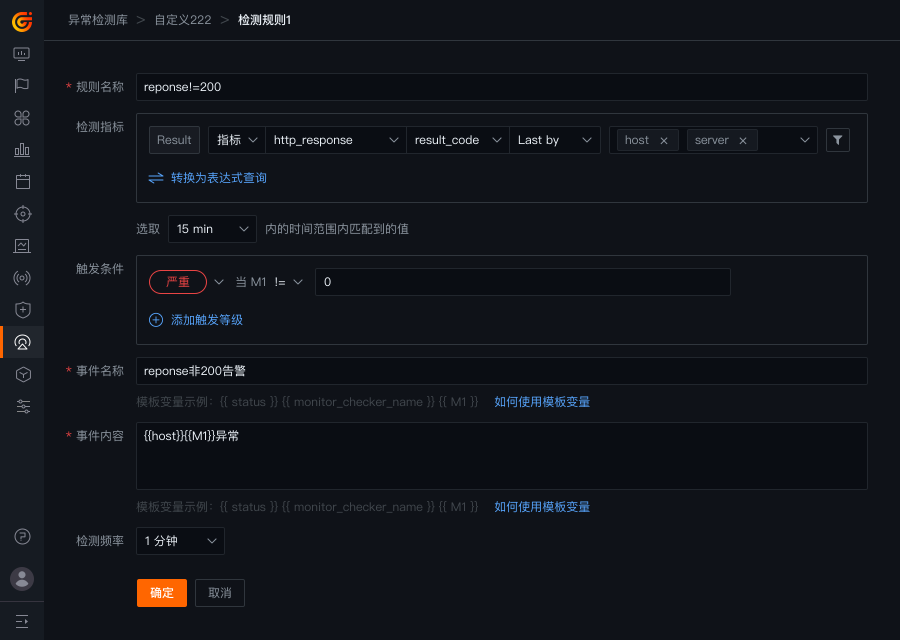 异常检测库 > 自定义222 > 检测规则1
* 规则名称 reponse!=200
检测指标 Result 指标 http_response result_code Last by host × server ×
转换为表达式查询
选取 15 min 内的时间范围内匹配到的值
触发条件 严重 当 M1 != 0
添加触发等级
* 事件名称 reponse非200告警
模板变量示例：{{ status }} {{ monitor_checker_name }} {{ M1 }} 如何使用模板变量
* 事件内容 {{host}}{{M1}}异常
模板变量示例：{{ status }} {{ monitor_checker_name }} {{ M1 }} 如何使用模板变量
检测频率 1 分钟
确定 取消